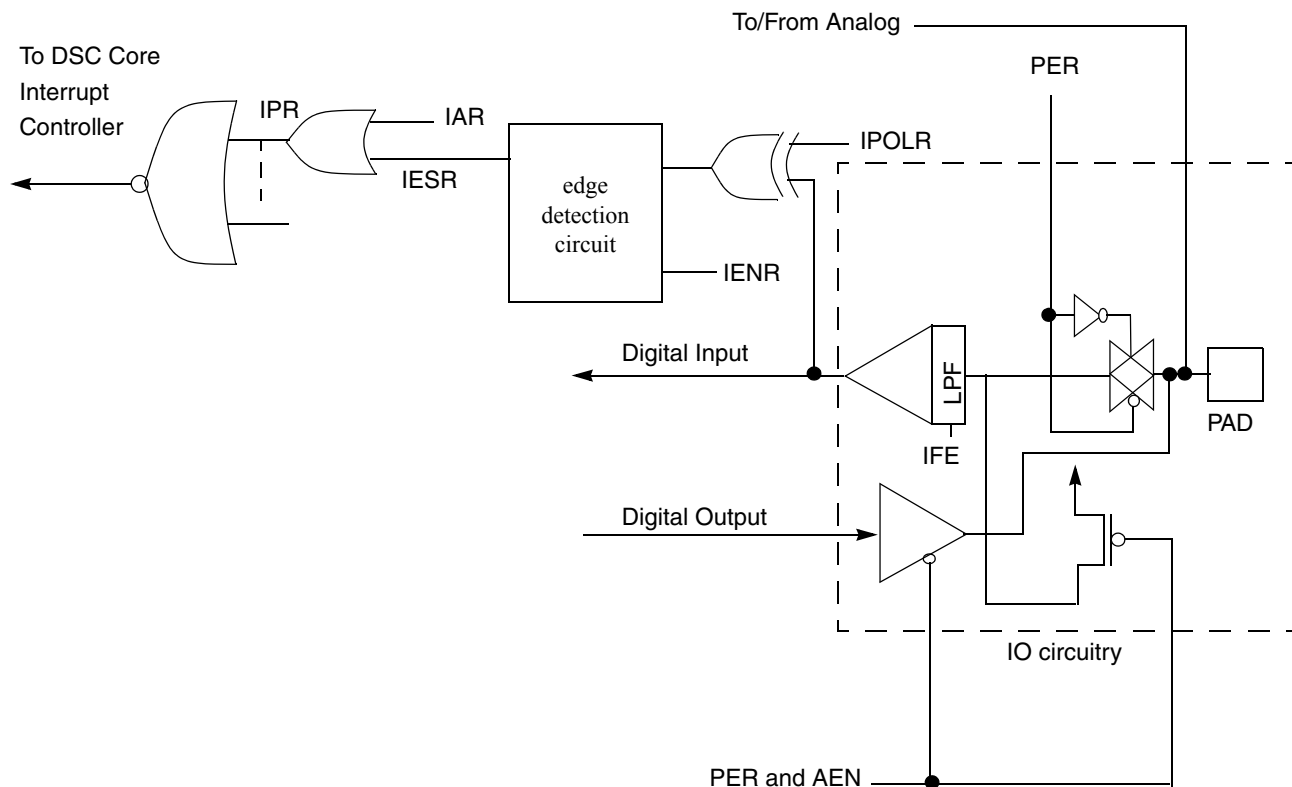 To/From Analog
To DSC Core
Interrupt
Controller
PER
IPR
IAR
IPOLR
IESR
edge
detection
circuit
IENR
Digital Input
LPF
PAD
IFE
Digital Output
IO circuitry
PER and AEN